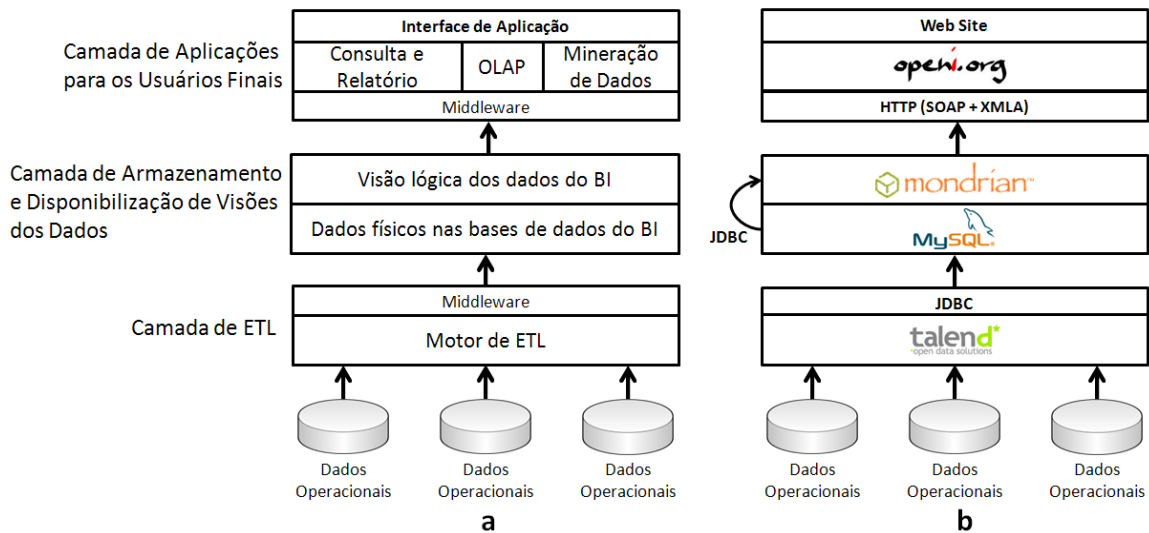 Camada de Aplicações
para os Usuários Finais
Interface de Aplicação
Consulta e
Relatório
OLAP
Mineração
de Dados
Middleware
Camada de Armazenamento
e Disponibilização de Visões
dos Dados
Visão lógica dos dados do BI
Dados físicos nas bases de dados do BI
Camada de ETL
Middleware
Motor de ETL
Dados
Operacionais
Dados
Operacionais
Dados
Operacionais
a
Web Site
openi.org
HTTP (SOAP + XMLA)
mondrian™
JDBC
MySQL®
JDBC
talend*
open data solutions
Dados
Operacionais
Dados
Operacionais
Dados
Operacionais
b